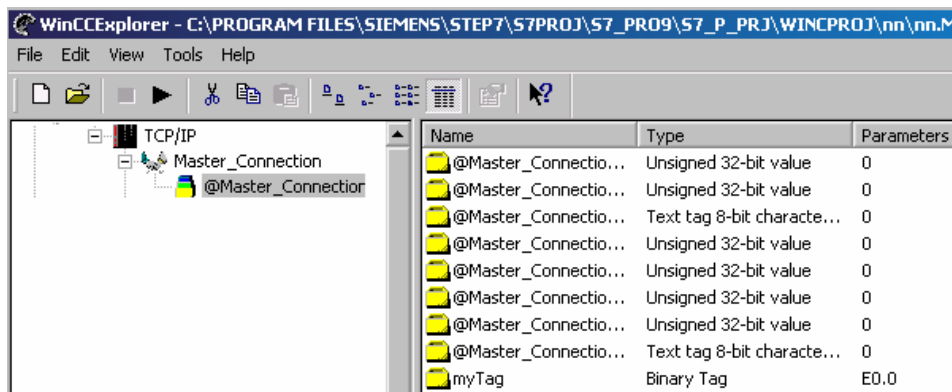 WinCCExplorer - C:\PROGRAM FILES\SIEMENS\STEP7\S7PROJ\S7_PRO9\S7_P_PRJ\WINCPROJ\nn\nn.M
File Edit View Tools Help
TCP/IP
Master_Connection
@Master_Connection
Name Type Parameters
@Master_Connectio... Unsigned 32-bit value 0
@Master_Connectio... Unsigned 32-bit value 0
@Master_Connectio... Text tag 8-bit characte... 0
@Master_Connectio... Unsigned 32-bit value 0
@Master_Connectio... Unsigned 32-bit value 0
@Master_Connectio... Unsigned 32-bit value 0
@Master_Connectio... Unsigned 32-bit value 0
@Master_Connectio... Text tag 8-bit characte... 0
myTag Binary Tag E0.0